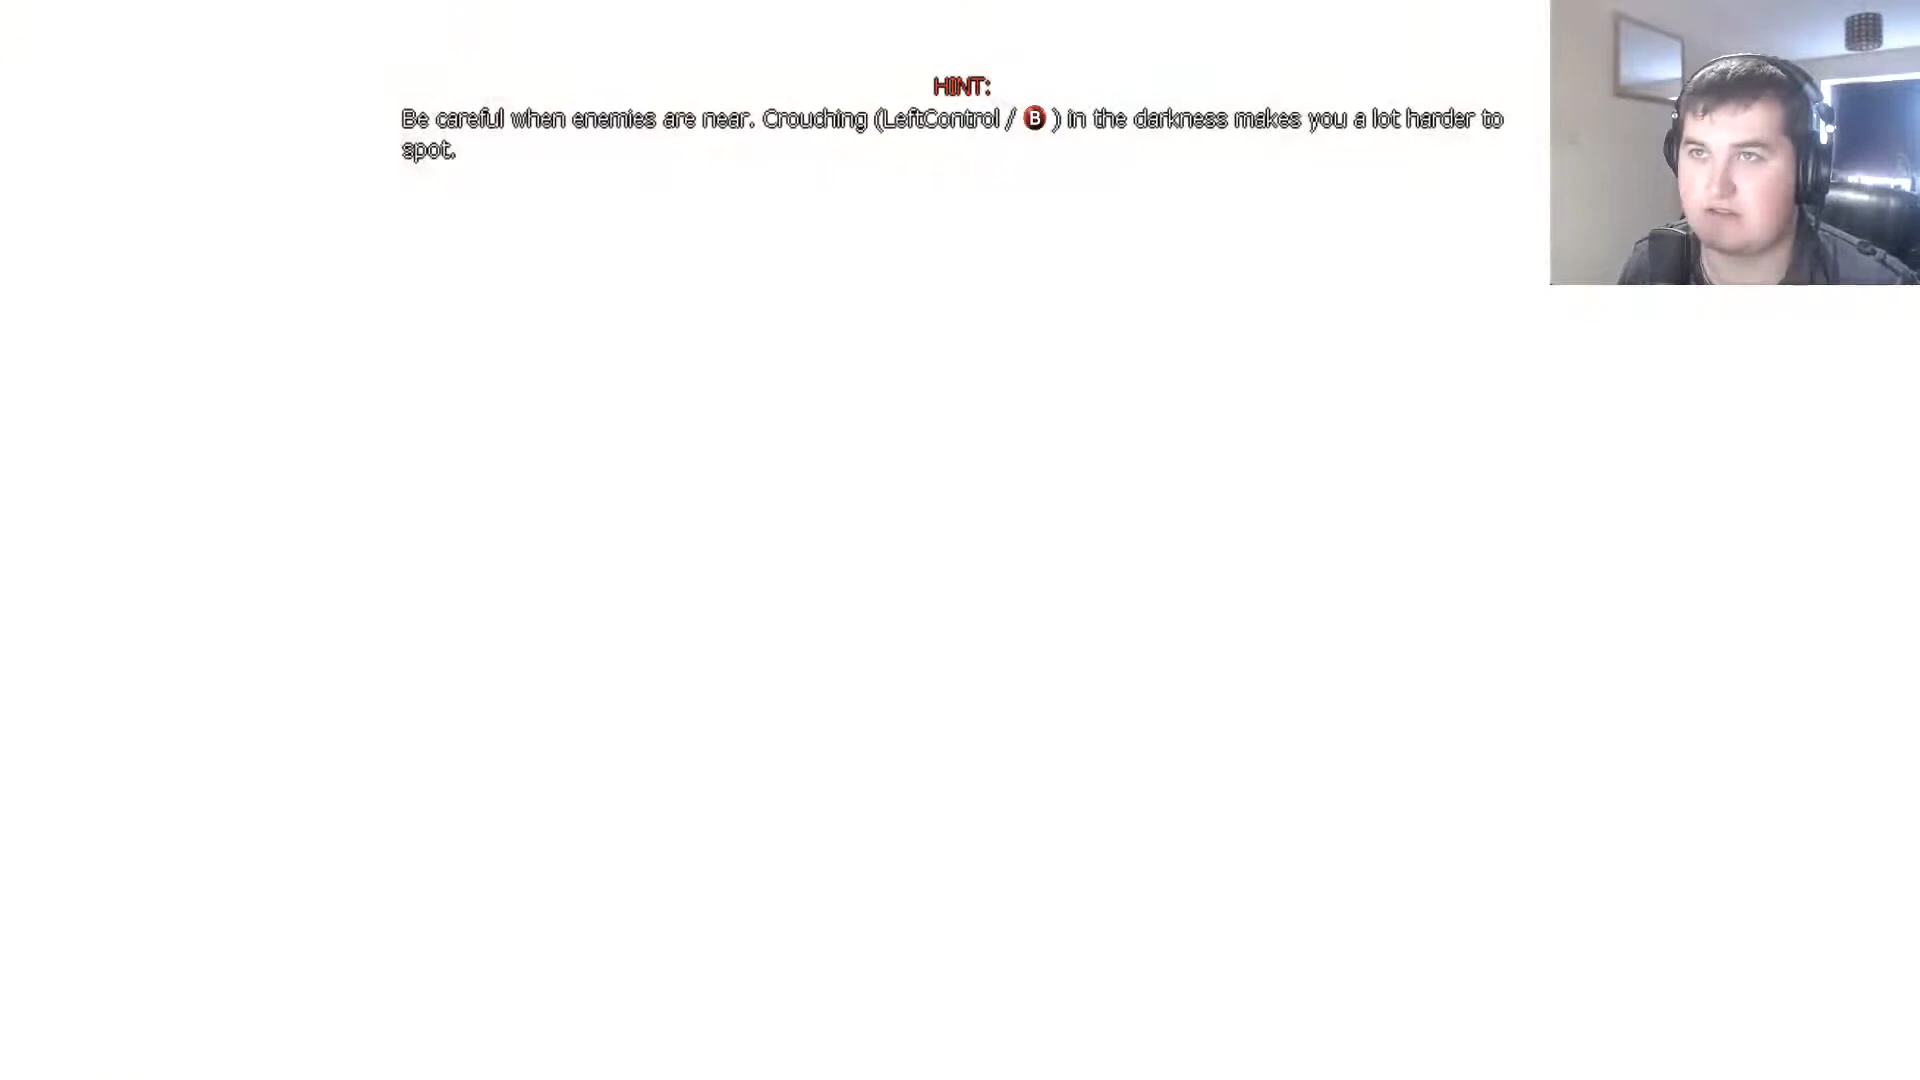 HINT:
Be careful when enemies are near. Crouching (LeftControl / B ) in the darkness makes you a lot harder to
spot.